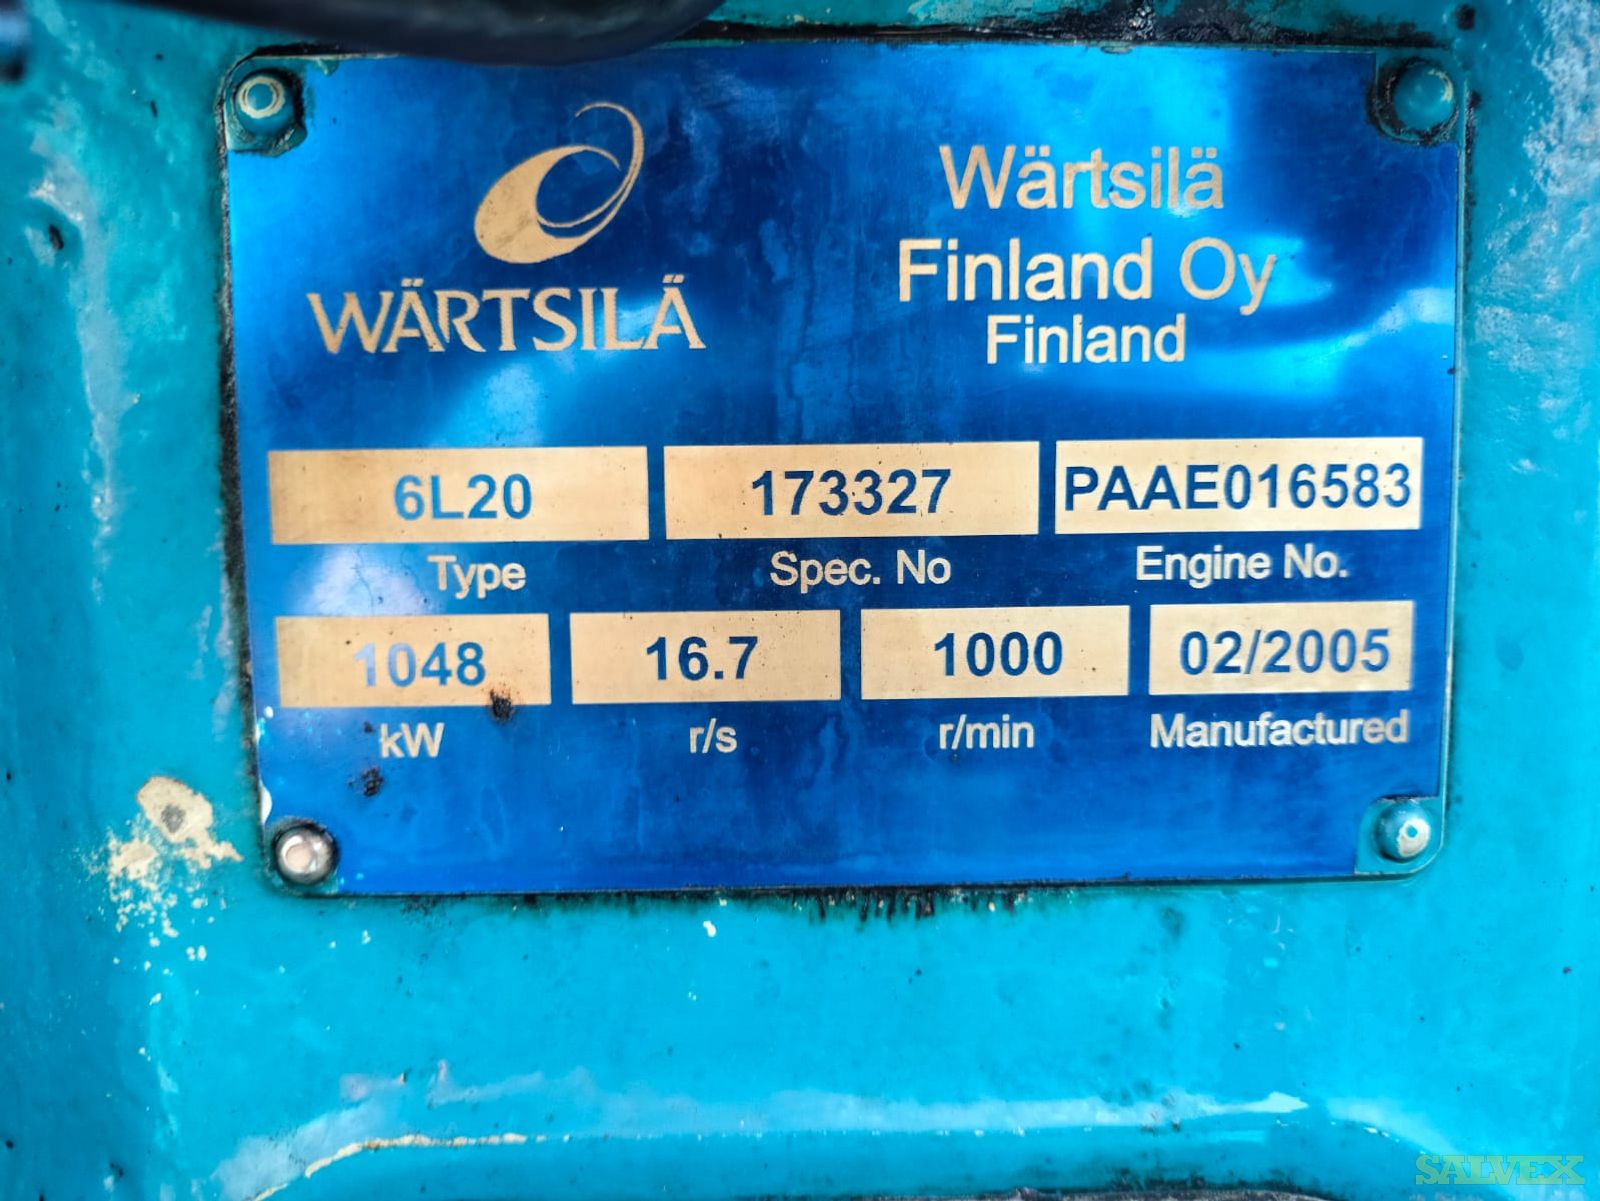 WÄRTSILÄ
Wärtsilä
Finland Oy
Finland
6L20 173327 PAAE016583
Type Spec. No Engine No.
1048 16.7 1000 02/2005
kW r/s r/min Manufactured
SALVEX